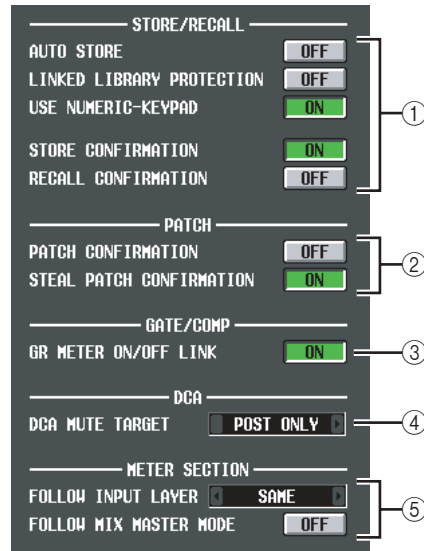 STORE/RECALL
AUTO STORE OFF
LINKED LIBRARY PROTECTION OFF
USE NUMERIC-KEYPAD ON
STORE CONFIRMATION ON
RECALL CONFIRMATION OFF
①
PATCH
PATCH CONFIRMATION OFF
STEAL PATCH CONFIRMATION ON
②
GATE/COMP
GR METER ON/OFF LINK ON ③
DCA
DCA MUTE TARGET POST ONLY ④
METER SECTION
FOLLOW INPUT LAYER SAME
FOLLOW MIX MASTER MODE OFF
⑤